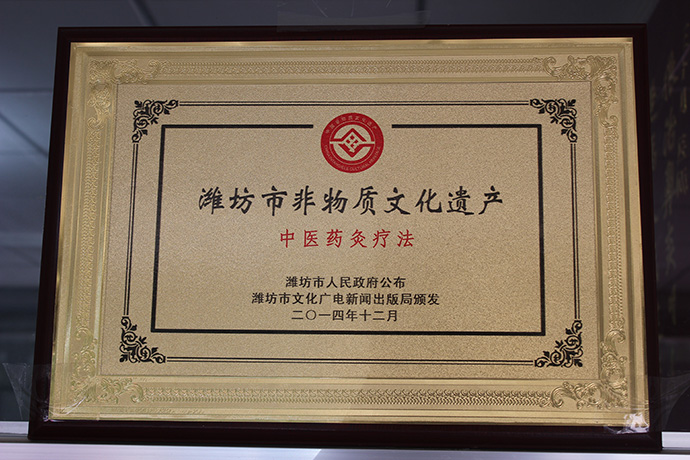 潍坊市非物质文化遗产
中医药灸疗法
潍坊市人民政府公布
潍坊市文化广电新闻出版局颁发
二〇一四年十二月